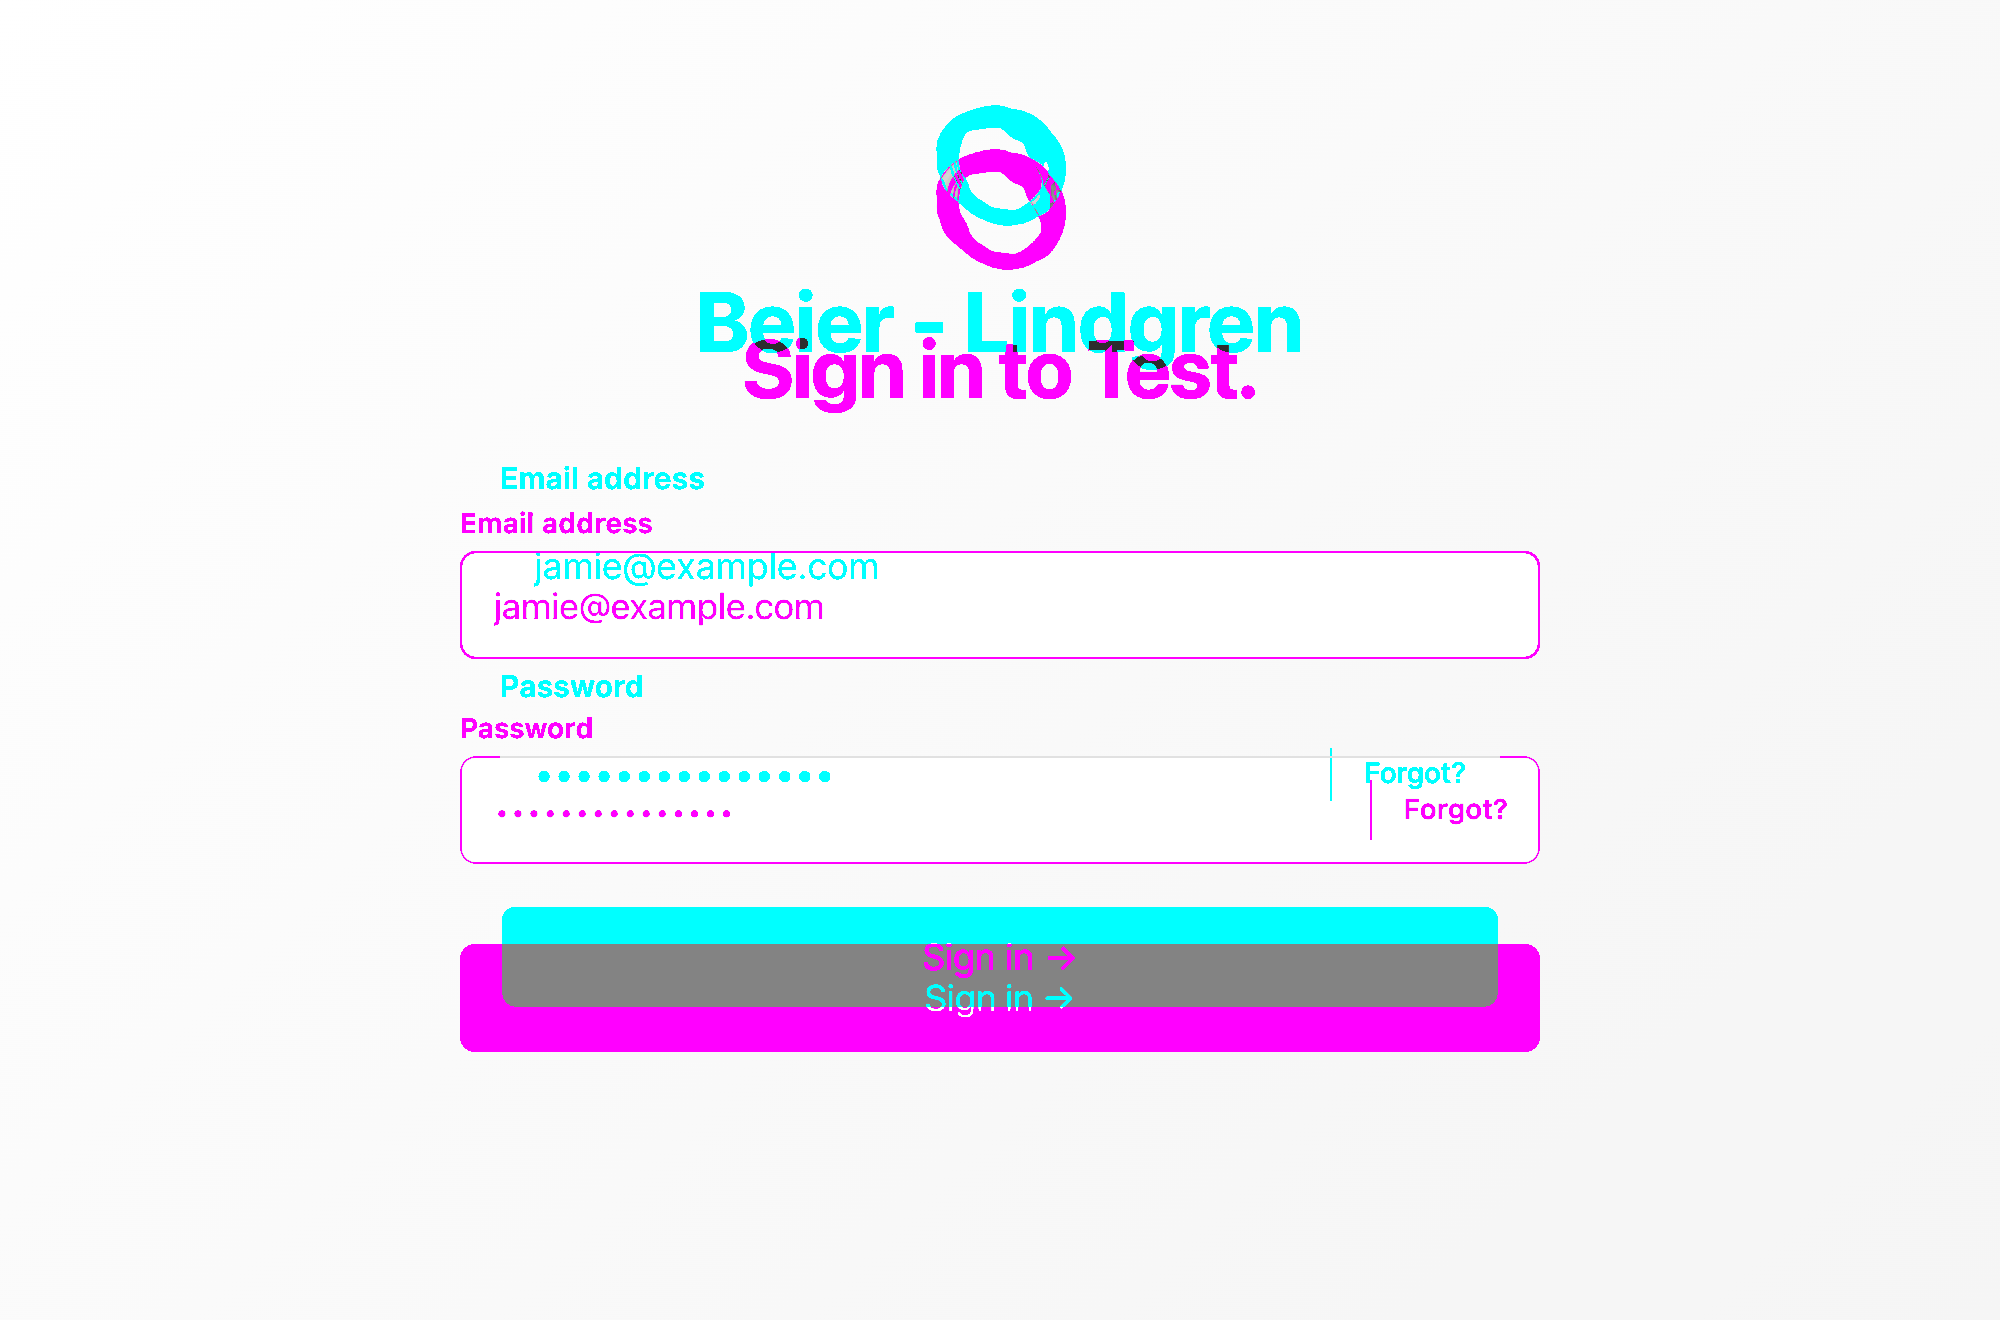 Beier - Lindgren
Sign in to Test.
Email address
Email address
jamie@example.com
jamie@example.com
Password
Password
Forgot?
Forgot?
Sign in →
Sign in →